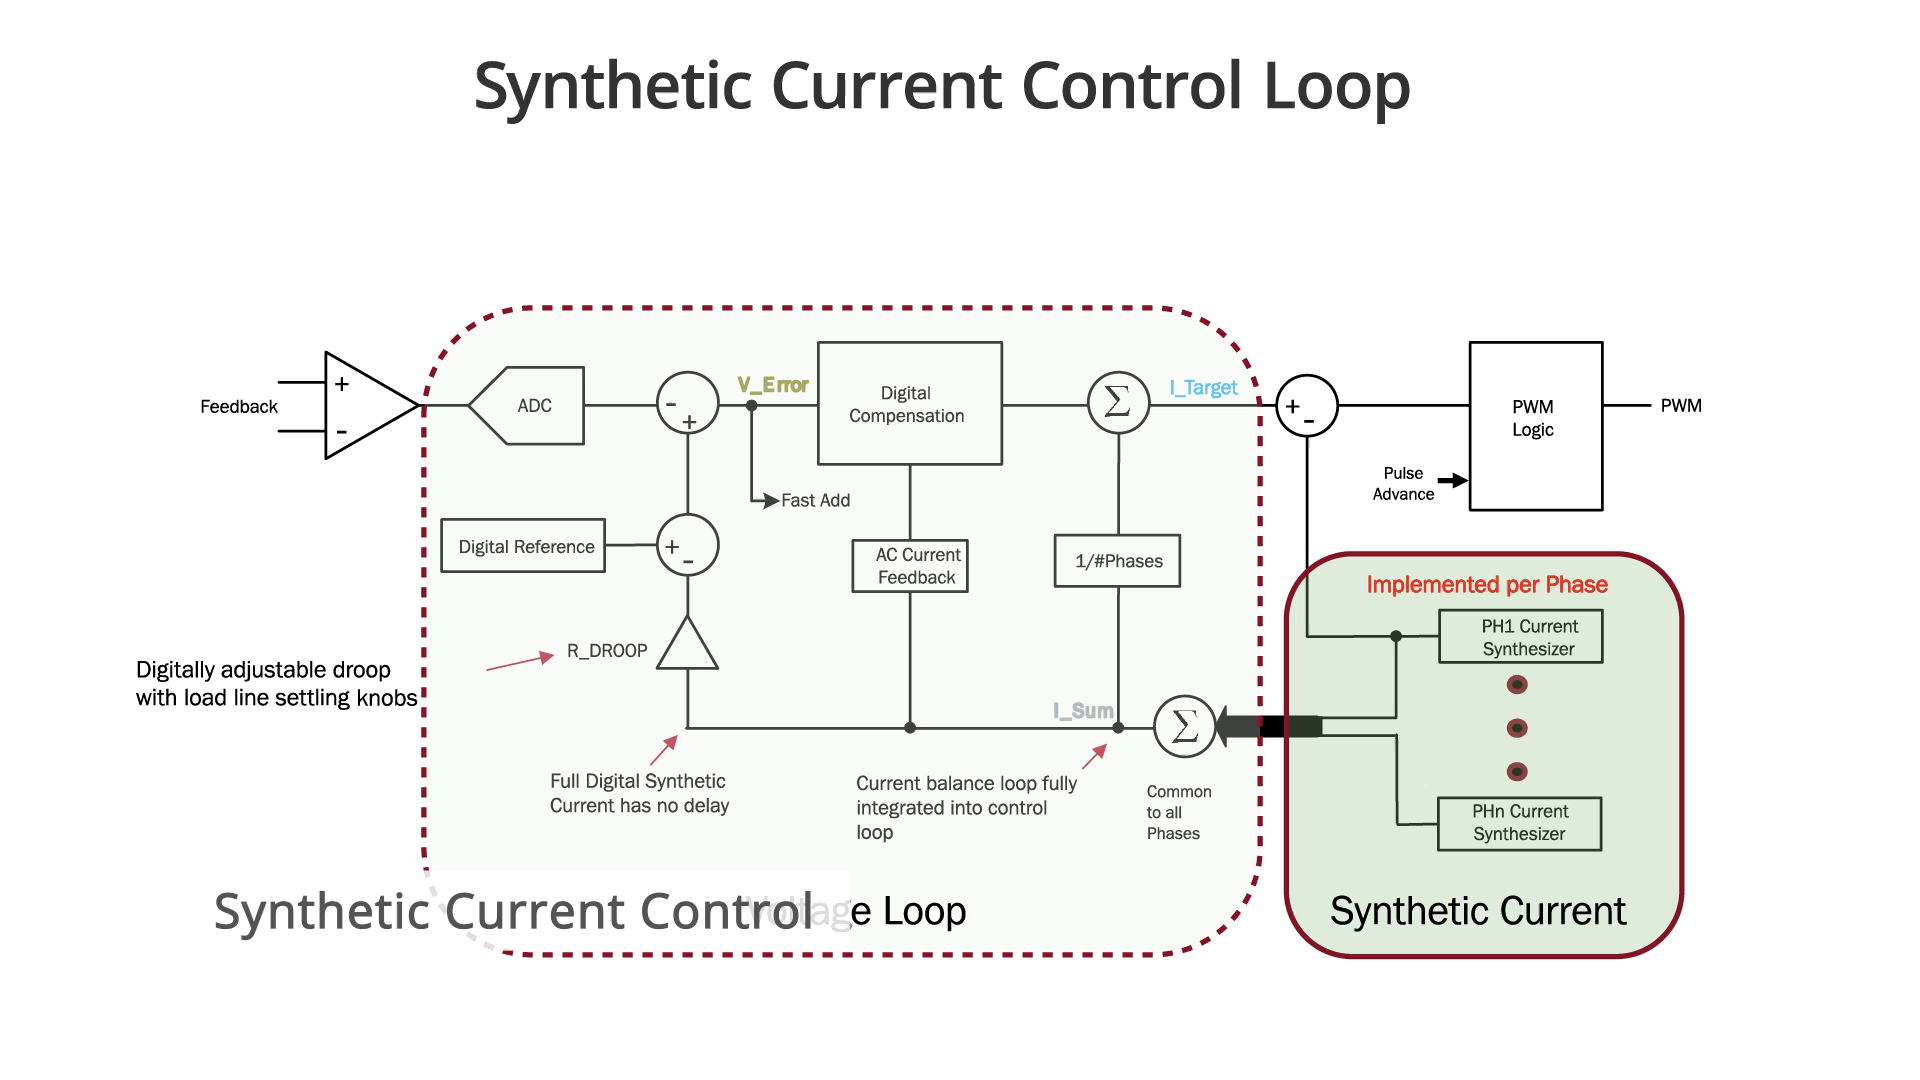 Synthetic Current Control Loop
Feedback
+
-
ADC
-
+
V_Error
Digital
Compensation
Σ
I_Target
+
-
PWM
Logic
PWM
Pulse
Advance
Fast Add
Digital Reference
+
-
AC Current
Feedback
1/#Phases
Implemented per Phase
PH1 Current
Synthesizer
R_DROOP
Digitally adjustable droop
with load line settling knobs
I_Sum
Σ
Full Digital Synthetic
Current has no delay
Current balance loop fully
integrated into control
loop
Common
to all
Phases
PHn Current
Synthesizer
Synthetic Current Control
Voltage Loop
Synthetic Current